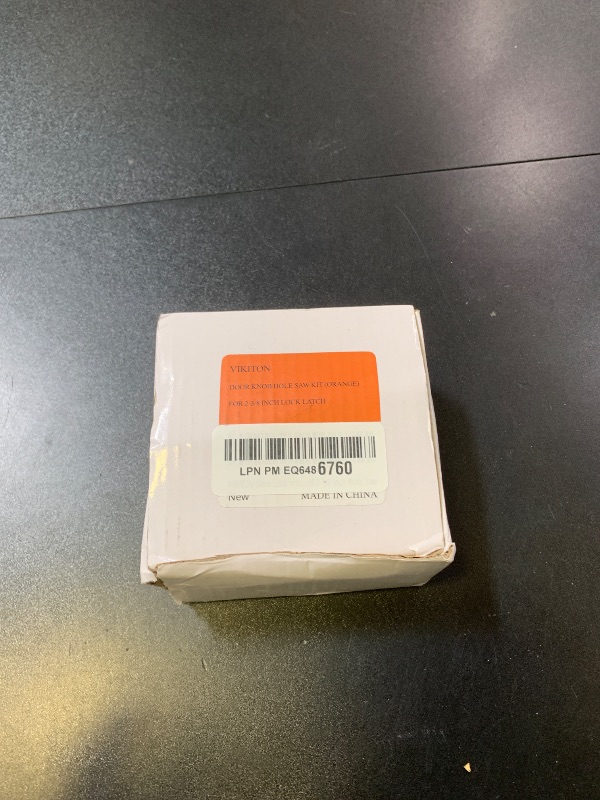 VIKITON
DOOR KNOB HOLE SAW KIT (ORANGE)
FOR 2-3/4 INCH LOCK LATCH
LPN PM EQ6486760
New MADE IN CHINA